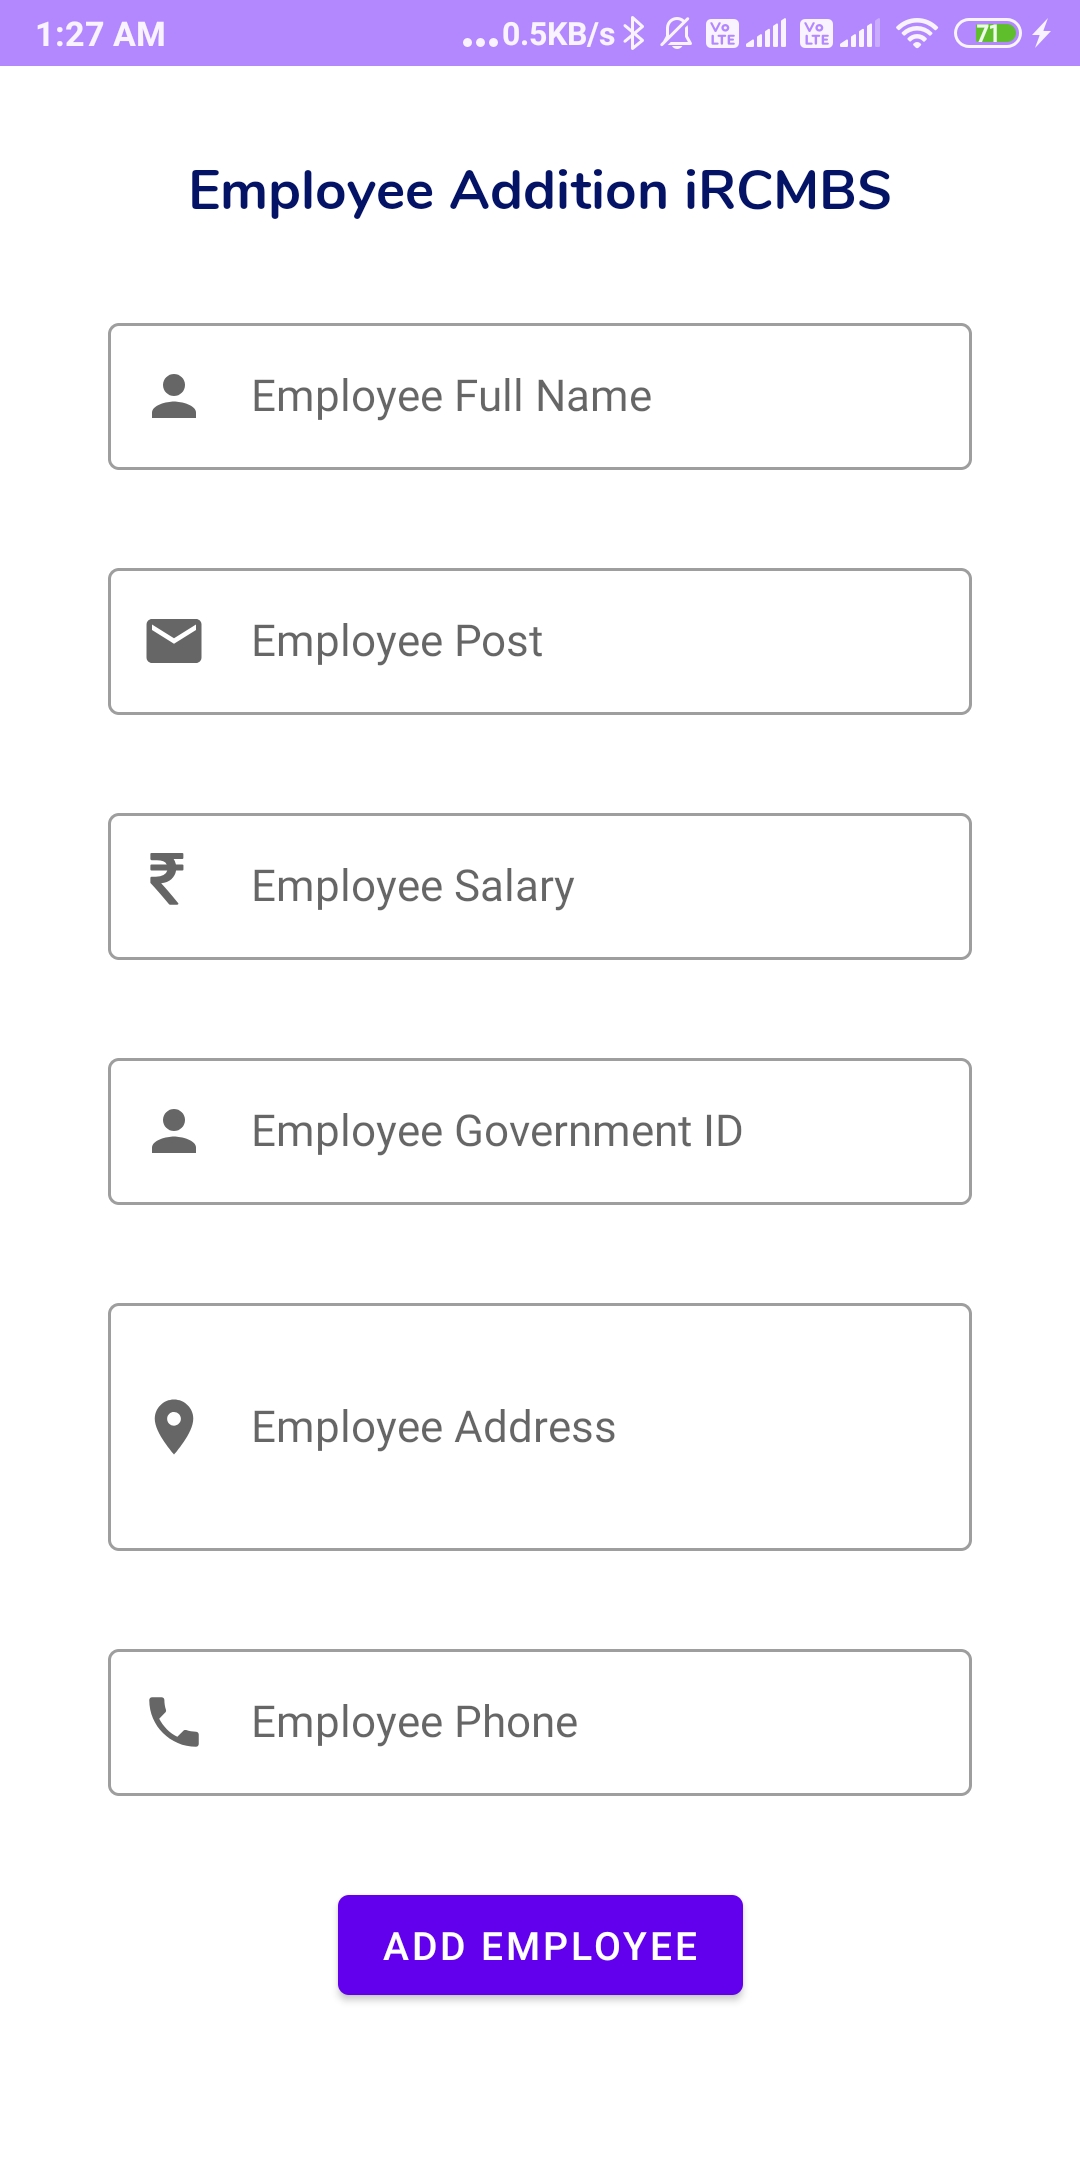 1:27 AM ...0.5KB/s Vo LTE Vo LTE 71
Employee Addition iRCMBS
Employee Full Name
Employee Post
₹ Employee Salary
Employee Government ID
Employee Address
Employee Phone
ADD EMPLOYEE